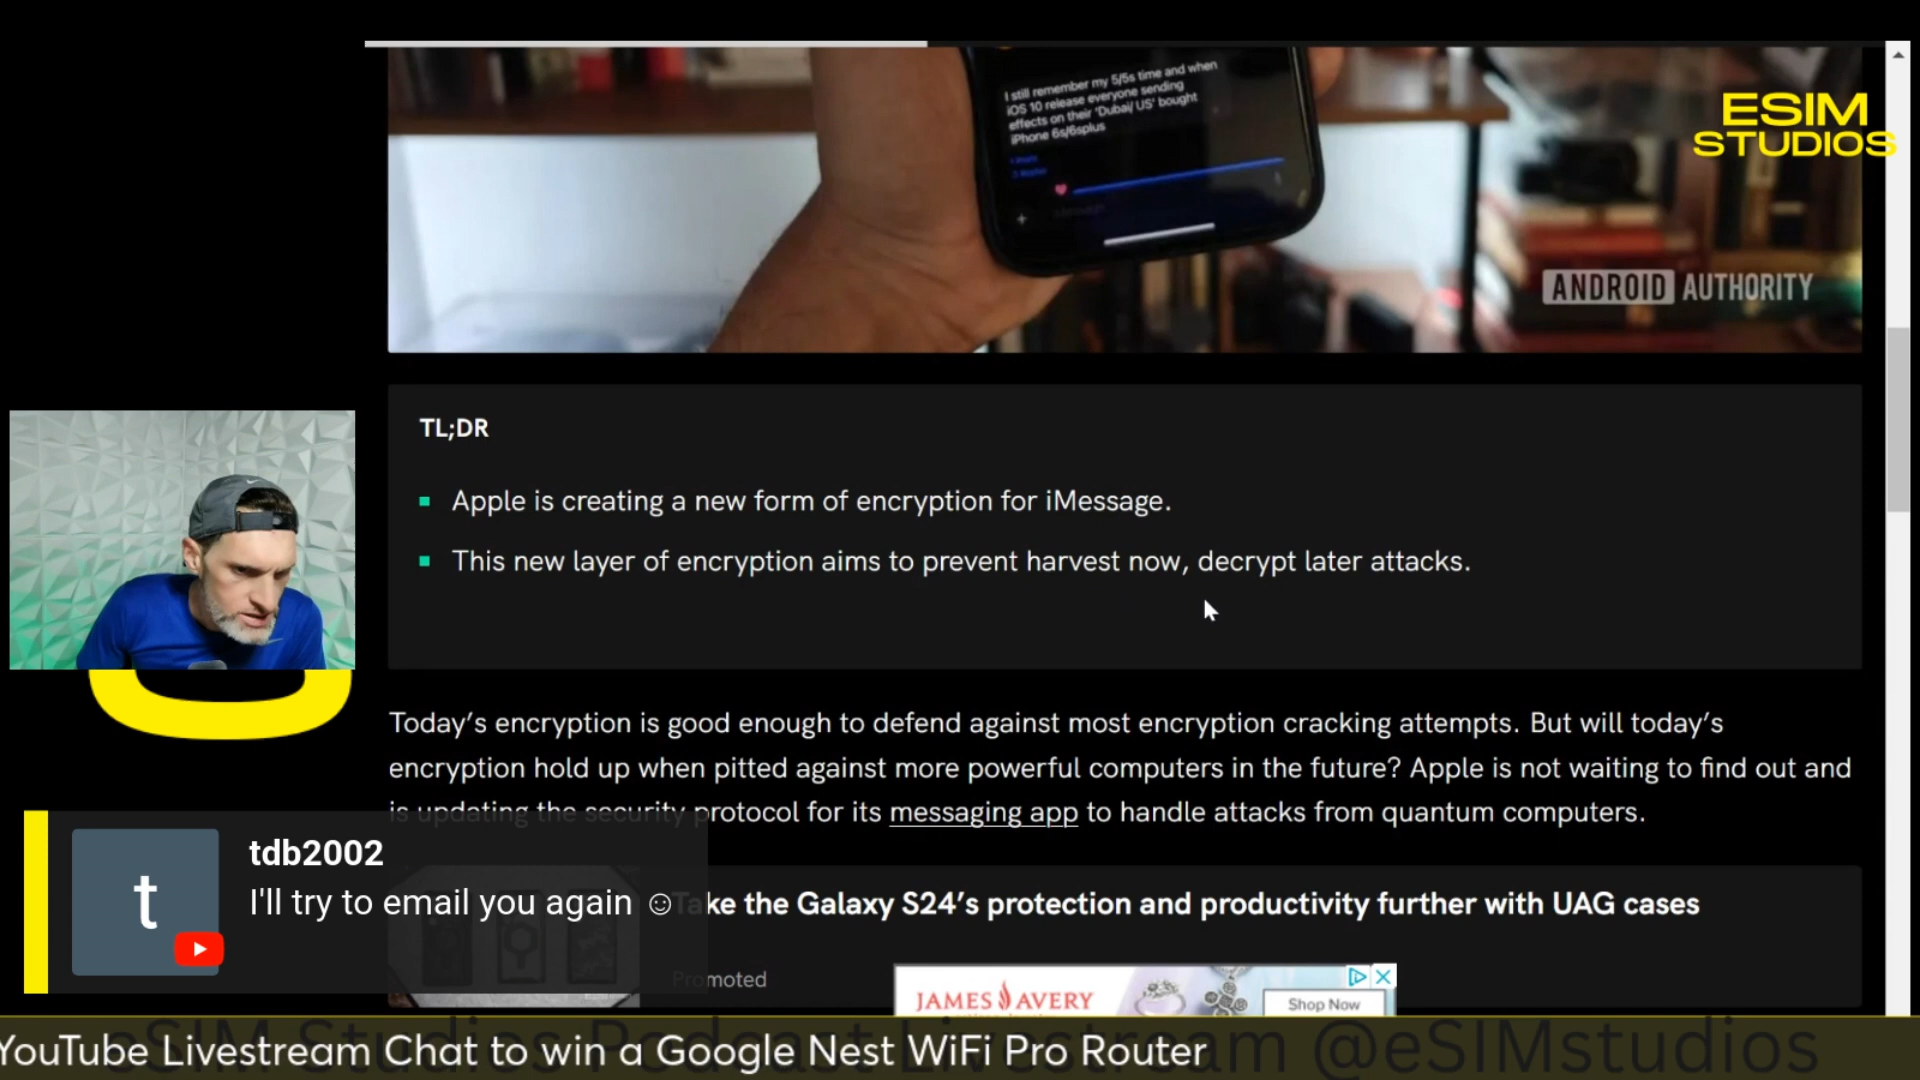 I still remember my 5/5s time and when
iOS 10 release everyone sending
effects on their 'Dubai/ US' bought
iPhone 6s/6splus
ESIM
STUDIOS
ANDROID AUTHORITY
TL;DR
Apple is creating a new form of encryption for iMessage.
This new layer of encryption aims to prevent harvest now, decrypt later attacks.
Today's encryption is good enough to defend against most encryption cracking attempts. But will today's
encryption hold up when pitted against more powerful computers in the future? Apple is not waiting to find out and
is updating the security protocol for its messaging app to handle attacks from quantum computers.
t
tdb2002
I'll try to email you again ☺
Take the Galaxy S24's protection and productivity further with UAG cases
Promoted
JAMES AVERY
Shop Now
YouTube Livestream Chat to win a Google Nest WiFi Pro Router
eSIM Studios Podcast Livestream @eSIMstudios